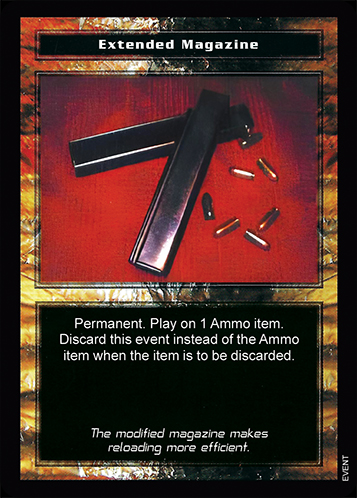 Extended Magazine
Permanent. Play on 1 Ammo item.
Discard this event instead of the Ammo
item when the item is to be discarded.
The modified magazine makes
reloading more efficient.
EVENT